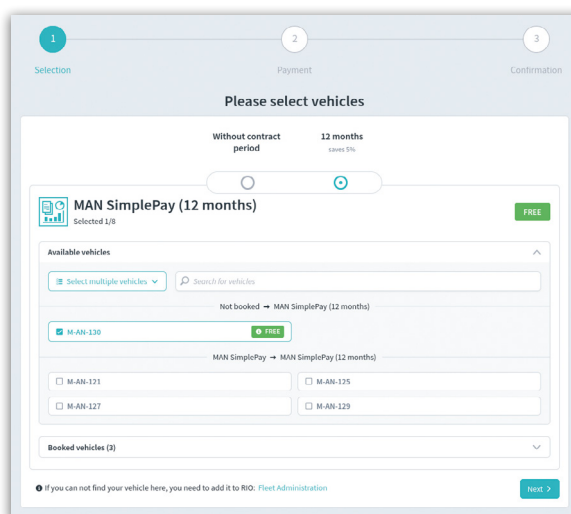 1
2
3
Selection
Payment
Confirmation
Please select vehicles
Without contract
period
12 months
saves 5%
MAN SimplePay (12 months)
Selected 1/8
FREE
Available vehicles
Select multiple vehicles
Search for vehicles
Not booked → MAN SimplePay (12 months)
M-AN-130
FREE
MAN SimplePay → MAN SimplePay (12 months)
M-AN-121
M-AN-125
M-AN-127
M-AN-129
Booked vehicles (3)
If you can not find your vehicle here, you need to add it to RIO: Fleet Administration
Next >